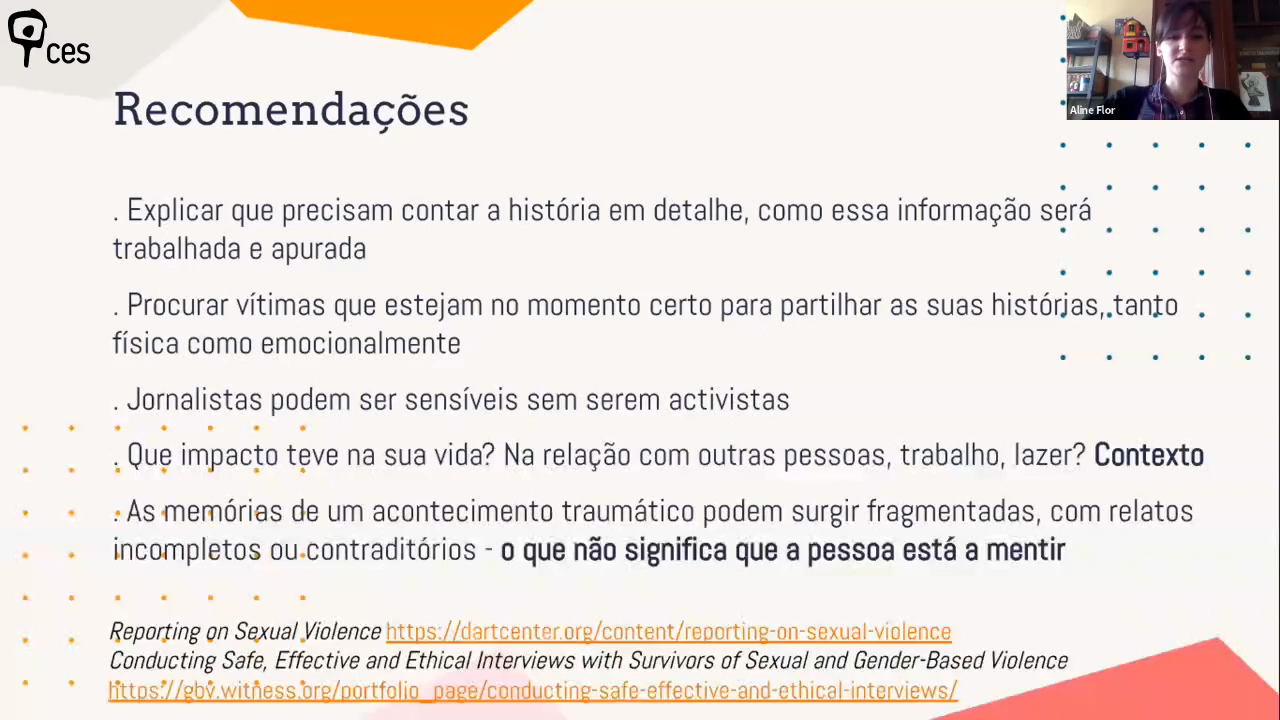 ces
Aline Flor
Recomendações
. Explicar que precisam contar a história em detalhe, como essa informação será
trabalhada e apurada
. Procurar vítimas que estejam no momento certo para partilhar as suas histórias, tanto
física como emocionalmente
. Jornalistas podem ser sensíveis sem serem activistas
. Que impacto teve na sua vida? Na relação com outras pessoas, trabalho, lazer? Contexto
. As memórias de um acontecimento traumático podem surgir fragmentadas, com relatos
incompletos ou contraditórios - o que não significa que a pessoa está a mentir
Reporting on Sexual Violence https://dartcenter.org/content/reporting-on-sexual-violence
Conducting Safe, Effective and Ethical Interviews with Survivors of Sexual and Gender-Based Violence
https://gbv.witness.org/portfolio_page/conducting-safe-effective-and-ethical-interviews/